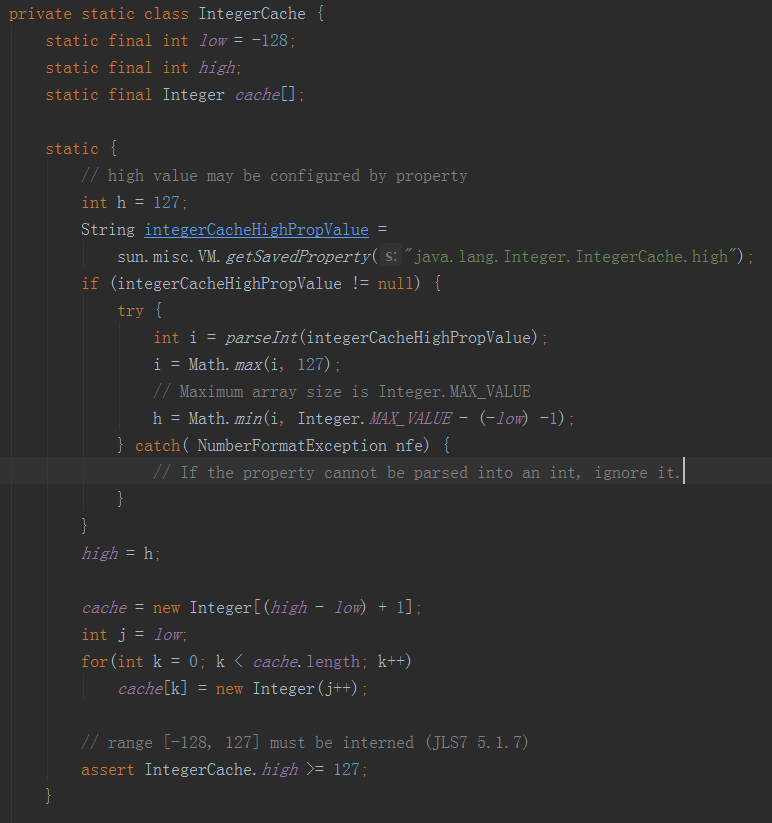 private static class IntegerCache {
    static final int low = -128;
    static final int high;
    static final Integer cache[];

    static {
        // high value may be configured by property
        int h = 127;
        String integerCacheHighPropValue =
            sun.misc.VM.getSavedProperty( s: "java.lang.Integer.IntegerCache.high");
        if (integerCacheHighPropValue != null) {
            try {
                int i = parseInt(integerCacheHighPropValue);
                i = Math.max(i, 127);
                // Maximum array size is Integer.MAX_VALUE
                h = Math.min(i, Integer.MAX_VALUE - (-low) -1);
            } catch( NumberFormatException nfe) {
                // If the property cannot be parsed into an int, ignore it.
            }
        }
        high = h;

        cache = new Integer[(high - low) + 1];
        int j = low;
        for(int k = 0; k < cache.length; k++)
            cache[k] = new Integer(j++);

        // range [-128, 127] must be interned (JLS7 5.1.7)
        assert IntegerCache.high >= 127;
    }